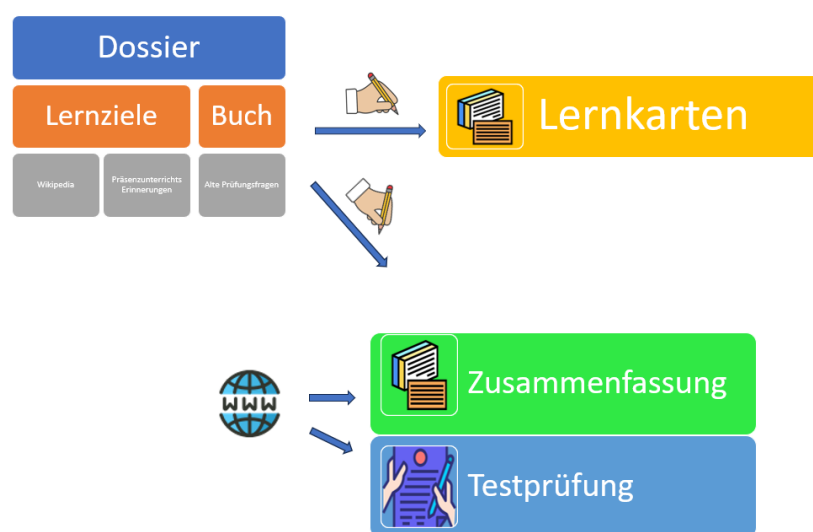 Dossier
Lernziele
Buch
Wikipedia
Präsenzunterrichts
Erinnerungen
Alte Prüfungsfragen
Lernkarten
WWW
Zusammenfassung
Testprüfung